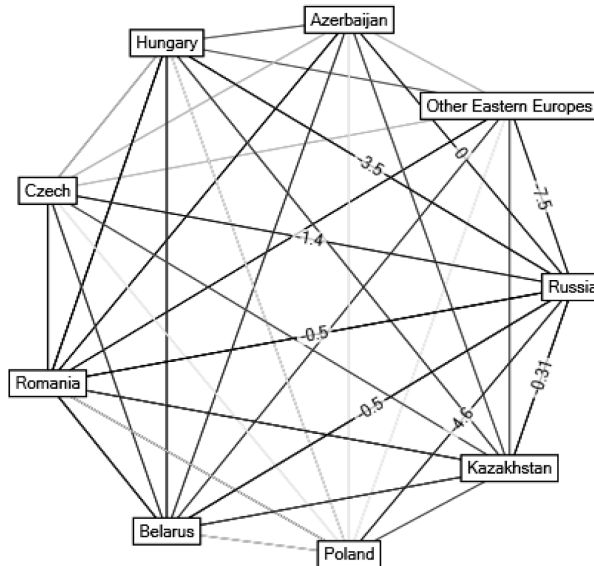 Azerbaijan
Hungary
Other Eastern Europes
-3.5
0
Czech
-7.5
-1.4
Russia
-0.5
Romania
-0.31
-0.5
-4.6
Kazakhstan
Belarus
Poland